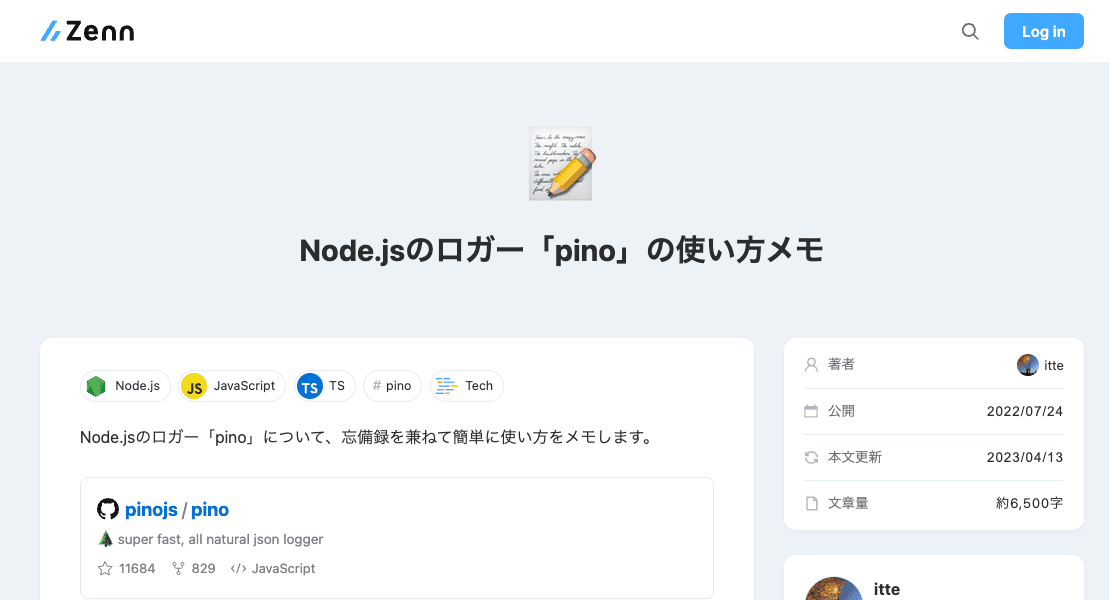 Zenn
Log in
Node.jsのロガー「pino」の使い方メモ
Node.js
JS JavaScript
TS TS
# pino
Tech
Node.jsのロガー「pino」について、忘備録を兼ねて簡単に使い方をメモします。
pinojs / pino
🌲 super fast, all natural json logger
11684 829 </> JavaScript
著者 itte
公開 2022/07/24
本文更新 2023/04/13
文章量 約6,500字
itte